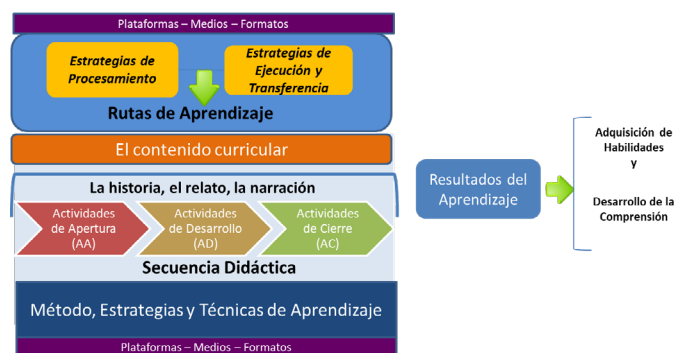 Plataformas – Medios – Formatos
Estrategias de
Procesamiento
Estrategias de
Ejecución y
Transferencia
Rutas de Aprendizaje
El contenido curricular
La historia, el relato, la narración
Actividades
de Apertura
(AA)
Actividades
de Desarrollo
(AD)
Actividades
de Cierre
(AC)
Secuencia Didáctica
Método, Estrategias y Técnicas de Aprendizaje
Plataformas – Medios – Formatos
Resultados del
Aprendizaje
Adquisición de
Habilidades
y
Desarrollo de la
Comprensión